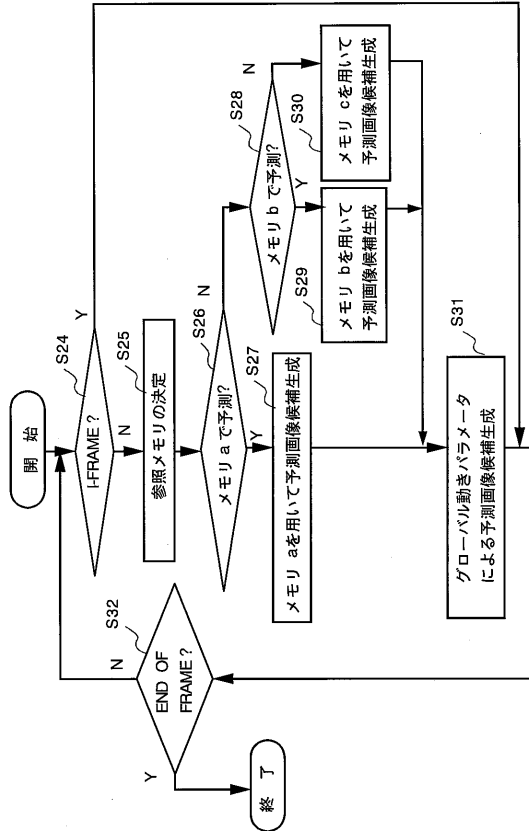 開 始
S24
I-FRAME ?
Y
N
S25
参照メモリの決定
S26
メモリ a で予測?
N
Y
S27
メモリ aを用いて予測画像候補生成
S28
メモリ b で予測?
N
Y
S29
メモリ bを用いて
予測画像候補生成
S30
メモリ cを用いて
予測画像候補生成
S31
グローバル動きパラメータ
による予測画像候補生成
S32
END OF
FRAME ?
N
Y
終 了